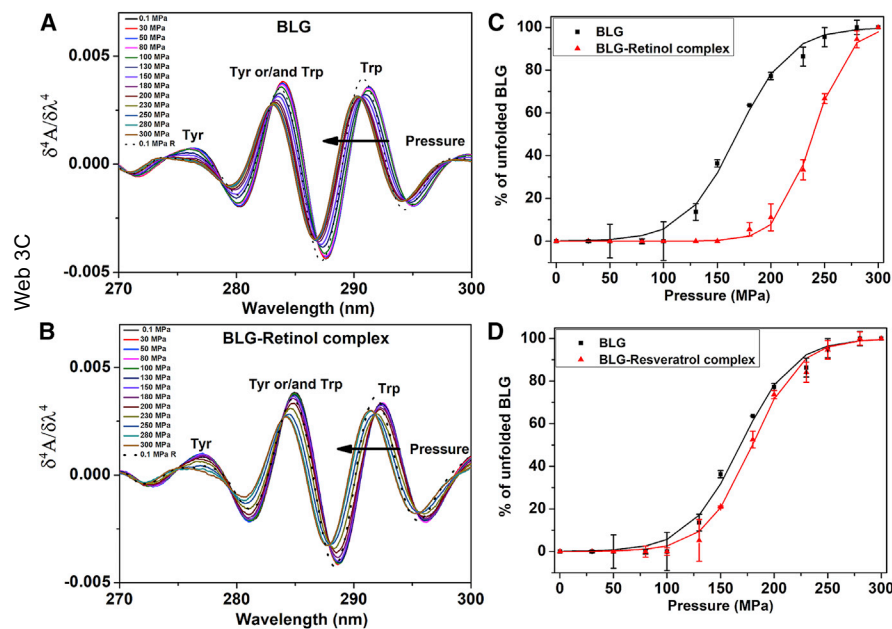 A
BLG
0.1 MPa
30 MPa
50 MPa
80 MPa
100 MPa
130 MPa
150 MPa
180 MPa
200 MPa
230 MPa
250 MPa
280 MPa
300 MPa
0.1 MPa R
Tyr
Tyr or/and Trp
Trp
Pressure
δ⁴A/δλ⁴
0.005
0.000
-0.005
270 280 290 300
Wavelength (nm)
Web 3C
B
BLG-Retinol complex
0.1 MPa
30 MPa
50 MPa
80 MPa
100 MPa
130 MPa
150 MPa
180 MPa
200 MPa
230 MPa
250 MPa
280 MPa
300 MPa
0.1 MPa R
Tyr
Tyr or/and Trp
Trp
Pressure
δ⁴A/δλ⁴
0.005
0.000
-0.005
270 280 290 300
Wavelength (nm)
C
BLG
BLG-Retinol complex
% of unfolded BLG
100
80
60
40
20
0
0 50 100 150 200 250 300
Pressure (MPa)
D
BLG
BLG-Resveratrol complex
% of unfolded BLG
100
80
60
40
20
0
0 50 100 150 200 250 300
Pressure (MPa)